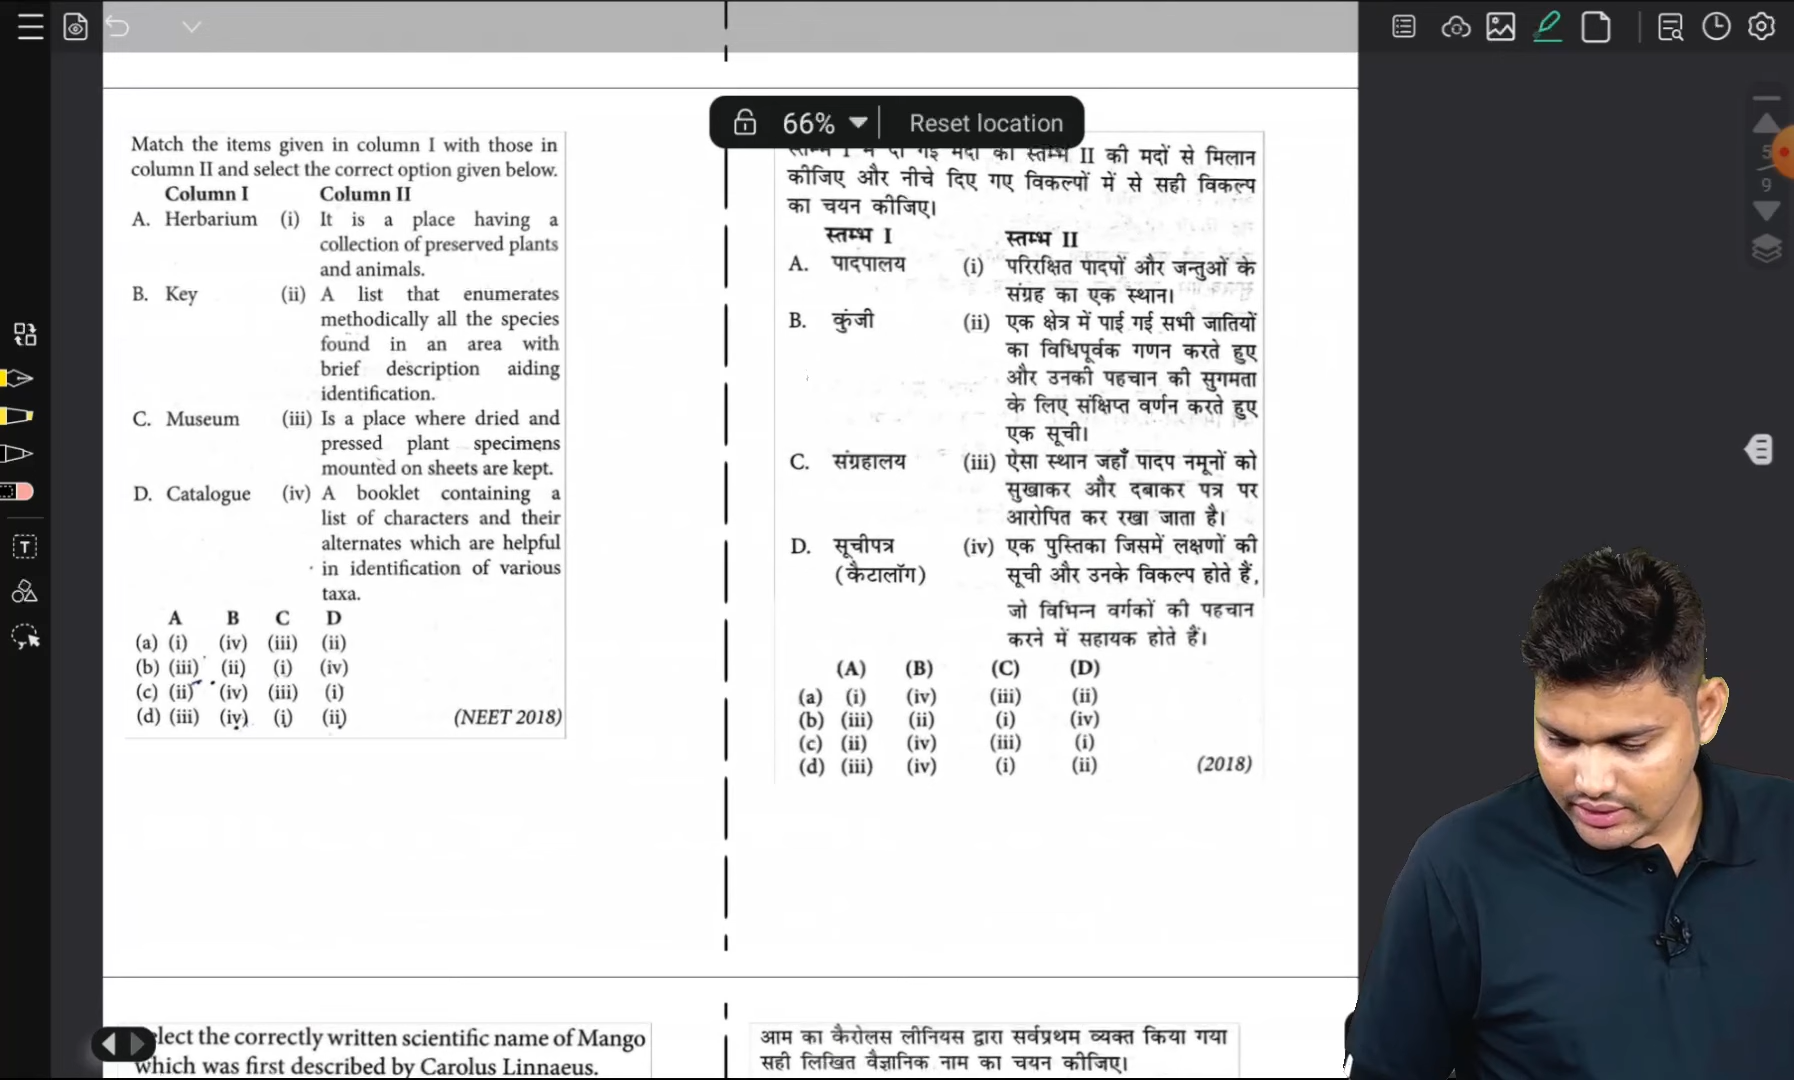 66%
Reset location
5
9
Match the items given in column I with those in
column II and select the correct option given below.
Column I Column II
A. Herbarium (i) It is a place having a
collection of preserved plants
and animals.
B. Key (ii) A list that enumerates
methodically all the species
found in an area with
brief description aiding
identification.
C. Museum (iii) Is a place where dried and
pressed plant specimens
mounted on sheets are kept.
D. Catalogue (iv) A booklet containing a
list of characters and their
alternates which are helpful
in identification of various
taxa.
A B C D
(a) (i) (iv) (iii) (ii)
(b) (iii) (ii) (i) (iv)
(c) (ii) (iv) (iii) (i)
(d) (iii) (iv) (i) (ii) (NEET 2018)
स्तम्भ I में दी गई मदों का स्तम्भ II की मदों से मिलान
कीजिए और नीचे दिए गए विकल्पों में से सही विकल्प
का चयन कीजिए।
स्तम्भ I स्तम्भ II
A. पादपालय (i) परिरक्षित पादपों और जन्तुओं के
संग्रह का एक स्थान।
B. कुंजी (ii) एक क्षेत्र में पाई गई सभी जातियों
का विधिपूर्वक गणन करते हुए
और उनकी पहचान की सुगमता
के लिए संक्षिप्त वर्णन करते हुए
एक सूची।
C. संग्रहालय (iii) ऐसा स्थान जहाँ पादप नमूनों को
सुखाकर और दबाकर पत्र पर
आरोपित कर रखा जाता है।
D. सूचीपत्र (iv) एक पुस्तिका जिसमें लक्षणों की
(कैटालॉग) सूची और उनके विकल्प होते हैं,
जो विभिन्न वर्गकों की पहचान
करने में सहायक होते हैं।
(A) (B) (C) (D)
(a) (i) (iv) (iii) (ii)
(b) (iii) (ii) (i) (iv)
(c) (ii) (iv) (iii) (i)
(d) (iii) (iv) (i) (ii) (2018)
elect the correctly written scientific name of Mango
which was first described by Carolus Linnaeus.
आम का कैरोलस लीनियस द्वारा सर्वप्रथम व्यक्त किया गया
सही लिखित वैज्ञानिक नाम का चयन कीजिए।